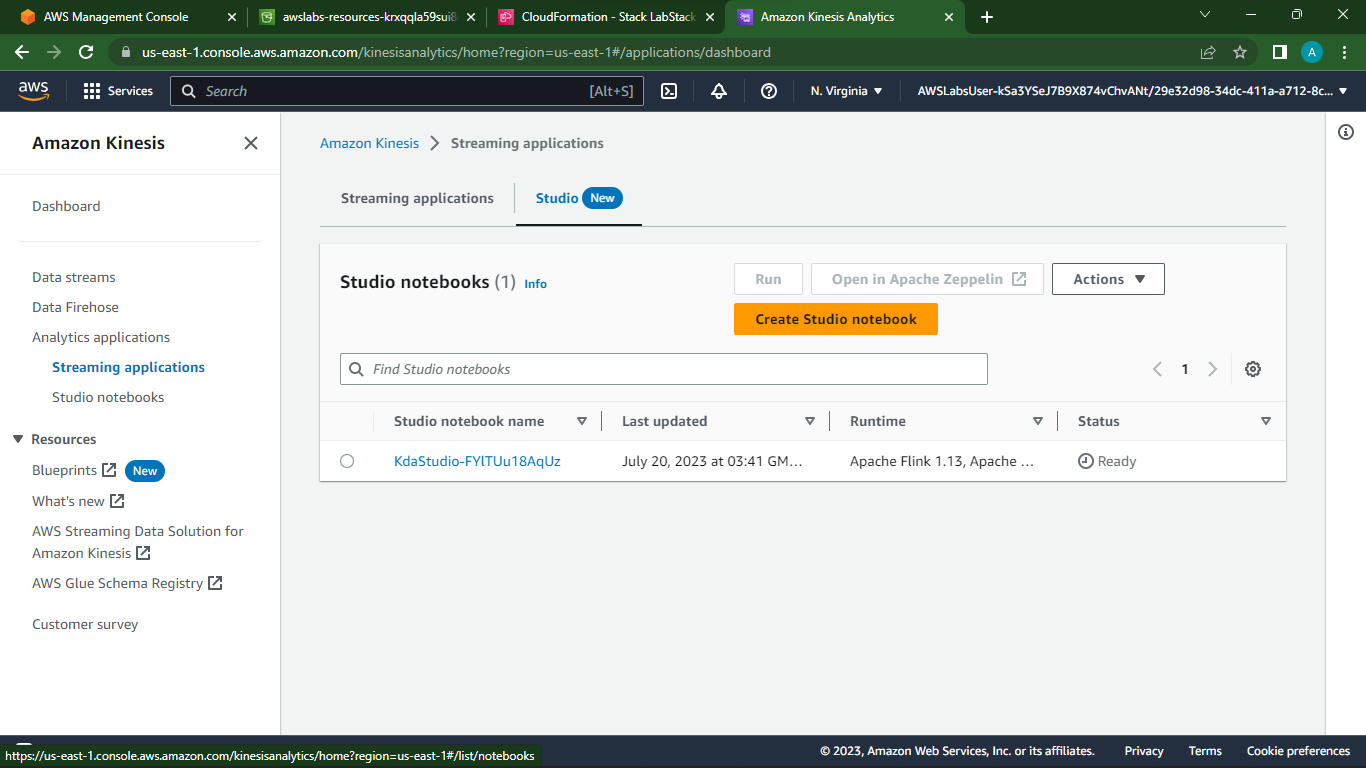 AWS Management Console
awslabs-resources-krxqqla59sui8
CloudFormation - Stack LabStack
Amazon Kinesis Analytics
us-east-1.console.aws.amazon.com/kinesisanalytics/home?region=us-east-1#/applications/dashboard
A
aws
Services
Search
[Alt+S]
N. Virginia
AWSLabsUser-kSa3YSeJ7B9X874vChvANt/29e32d98-34dc-411a-a712-8c...
Amazon Kinesis
Dashboard
Data streams
Data Firehose
Analytics applications
Streaming applications
Studio notebooks
Resources
Blueprints New
What's new
AWS Streaming Data Solution for
Amazon Kinesis
AWS Glue Schema Registry
Customer survey
Amazon Kinesis > Streaming applications
Streaming applications
Studio New
Studio notebooks (1) Info
Run
Open in Apache Zeppelin
Actions
Create Studio notebook
Find Studio notebooks
1
Studio notebook name
Last updated
Runtime
Status
KdaStudio-FYlTUu18AqUz
July 20, 2023 at 03:41 GM...
Apache Flink 1.13, Apache ...
Ready
https://us-east-1.console.aws.amazon.com/kinesisanalytics/home?region=us-east-1#/list/notebooks
© 2023, Amazon Web Services, Inc. or its affiliates.
Privacy
Terms
Cookie preferences